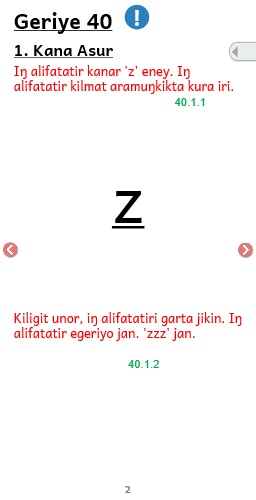 Geriye 40
!
1. Kana Asur
Iŋ alifatatir kanar 'z' eney. Iŋ
alifatatir kilmat aramuŋkikta kura iri.
40.1.1
z
Kiligit unor, iŋ alifatatiri garta jikin. Iŋ
alifatatir egeriyo jan. 'zzz' jan.
40.1.2
2